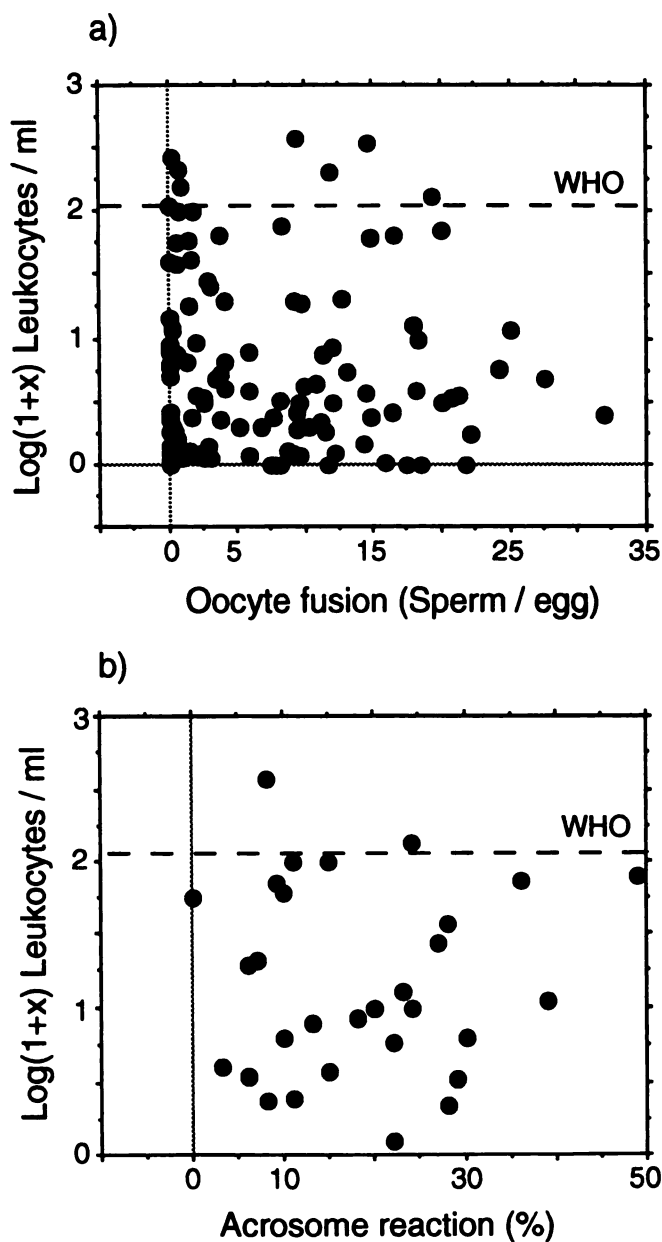 a)
3
WHO
2
1
0
Log(1+x) Leukocytes / ml
0 5 15 25 35
Oocyte fusion (Sperm / egg)
b)
3
WHO
2
1
0
Log(1+x) Leukocytes / ml
0 10 30 50
Acrosome reaction (%)